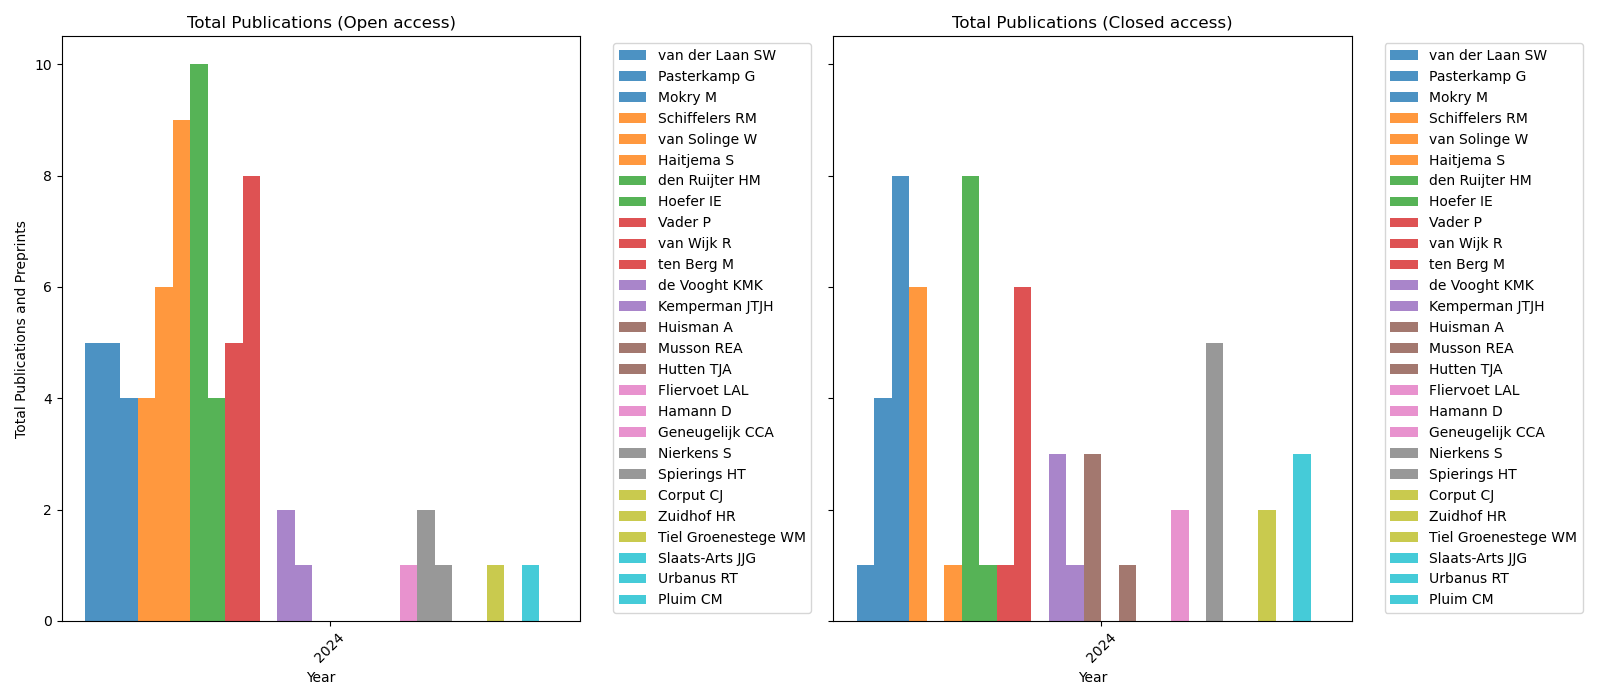 Total Publications (Open access)
Total Publications and Preprints
10
8
6
4
2
0
2024
Year
van der Laan SW
Pasterkamp G
Mokry M
Schiffelers RM
van Solinge W
Haitjema S
den Ruijter HM
Hoefer IE
Vader P
van Wijk R
ten Berg M
de Vooght KMK
Kemperman JTJH
Huisman A
Musson REA
Hutten TJA
Fliervoet LAL
Hamann D
Geneugelijk CCA
Nierkens S
Spierings HT
Corput CJ
Zuidhof HR
Tiel Groenestege WM
Slaats-Arts JJG
Urbanus RT
Pluim CM
Total Publications (Closed access)
2024
Year
van der Laan SW
Pasterkamp G
Mokry M
Schiffelers RM
van Solinge W
Haitjema S
den Ruijter HM
Hoefer IE
Vader P
van Wijk R
ten Berg M
de Vooght KMK
Kemperman JTJH
Huisman A
Musson REA
Hutten TJA
Fliervoet LAL
Hamann D
Geneugelijk CCA
Nierkens S
Spierings HT
Corput CJ
Zuidhof HR
Tiel Groenestege WM
Slaats-Arts JJG
Urbanus RT
Pluim CM